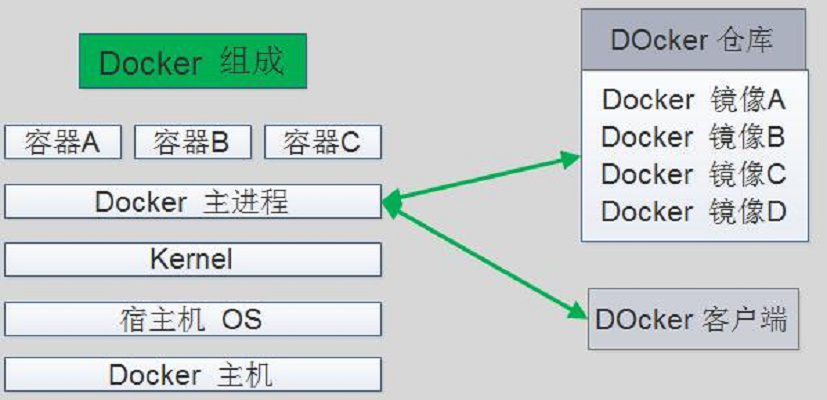 Docker 组成
容器A 容器B 容器C
Docker 主进程
Kernel
宿主机 OS
Docker 主机
DOcker 仓库
Docker 镜像A
Docker 镜像B
Docker 镜像C
Docker 镜像D
DOcker 客户端